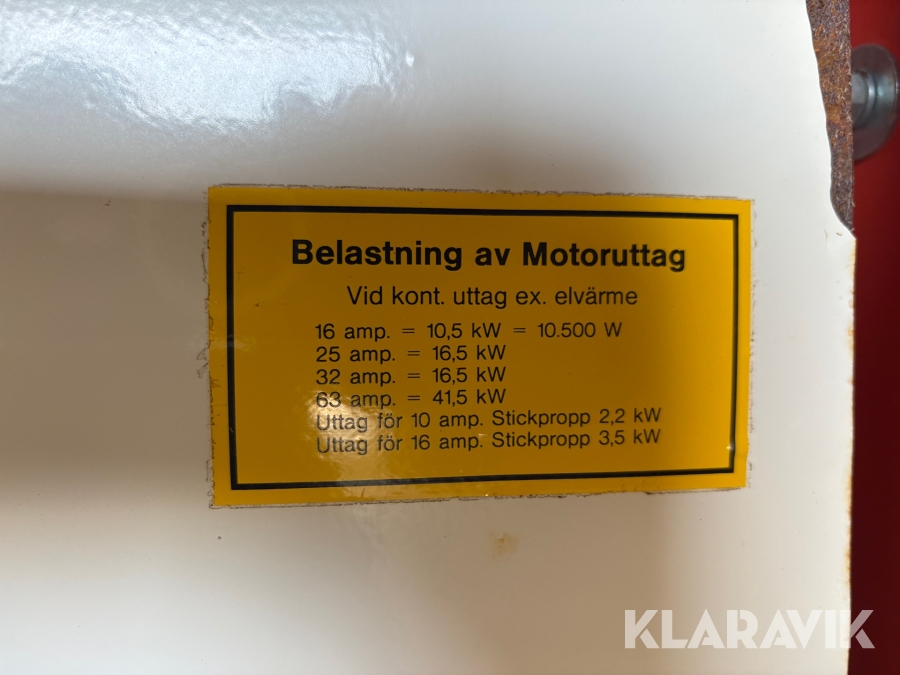 Belastning av Motoruttag
Vid kont. uttag ex. elvärme
16 amp. = 10,5 kW = 10.500 W
25 amp. = 16,5 kW
32 amp. = 16,5 kW
63 amp. = 41,5 kW
Uttag för 10 amp. Stickpropp 2,2 kW
Uttag för 16 amp. Stickpropp 3,5 kW
KLARAVIK